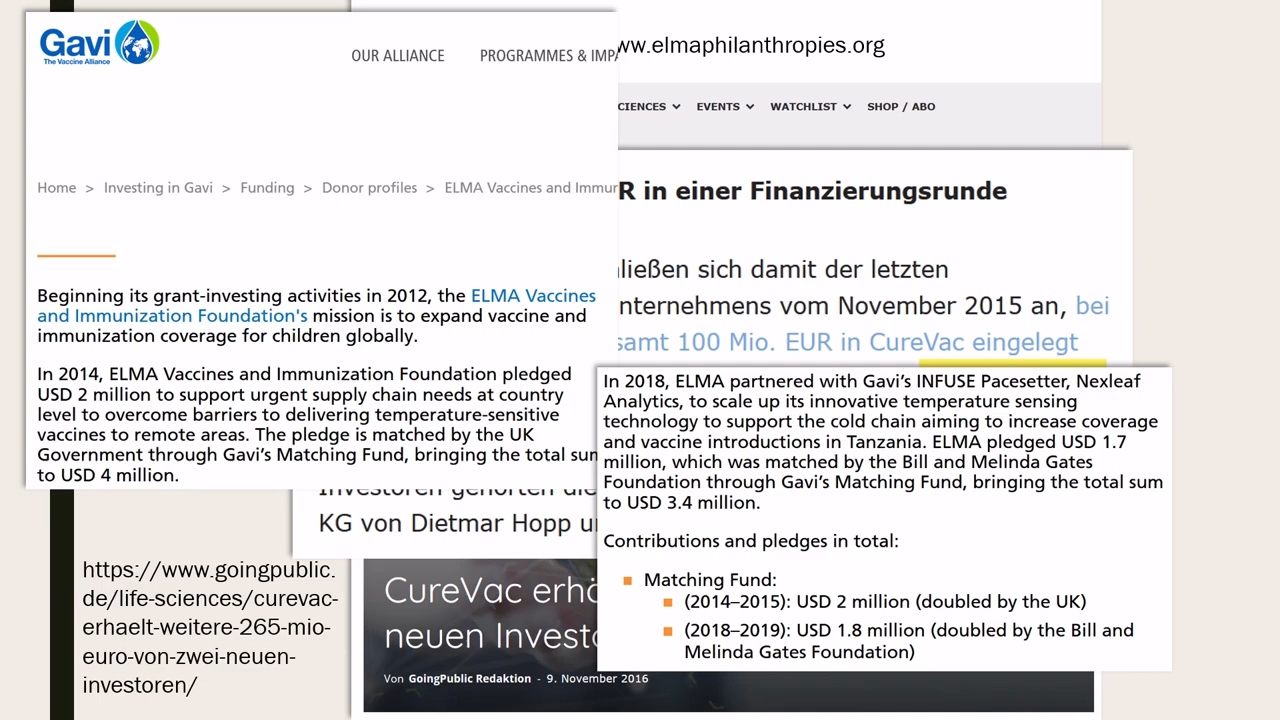 Gavi
The Vaccine Alliance
OUR ALLIANCE
PROGRAMMES &
Home > Investing in Gavi > Funding > Donor profiles > ELMA Vaccines and
Beginning its grant-investing activities in 2012, the ELMA Vaccines
and Immunization Foundation's mission is to expand vaccine and
immunization coverage for children globally.
In 2014, ELMA Vaccines and Immunization Foundation pledged
USD 2 million to support urgent supply chain needs at country
level to overcome barriers to delivering temperature-sensitive
vaccines to remote areas. The pledge is matched by the UK
Government through Gavi's Matching Fund, bringing the total sum
to USD 4 million.
ww.elmaphilanthropies.org
CIENCES
EVENTS
WATCHLIST
SHOP / ABO
R in einer Finanzierungsrunde
ließen sich damit der letzten
nternehmens vom November 2015 an, bei
samt 100 Mio. EUR in CureVac eingelegt
Investoren gehörten die
KG von Dietmar Hopp
In 2018, ELMA partnered with Gavi's INFUSE Pacesetter, Nexleaf
Analytics, to scale up its innovative temperature sensing
technology to support the cold chain aiming to increase coverage
and vaccine introductions in Tanzania. ELMA pledged USD 1.7
million, which was matched by the Bill and Melinda Gates
Foundation through Gavi's Matching Fund, bringing the total sum
to USD 3.4 million.
Contributions and pledges in total:
Matching Fund:
(2014–2015): USD 2 million (doubled by the UK)
(2018–2019): USD 1.8 million (doubled by the Bill and
Melinda Gates Foundation)
https://www.goingpublic.
de/life-sciences/curevac-
erhaelt-weitere-265-mio-
euro-von-zwei-neuen-
investoren/
CureVac erhä
neuen Investo
Von GoingPublic Redaktion - 9. November 2016